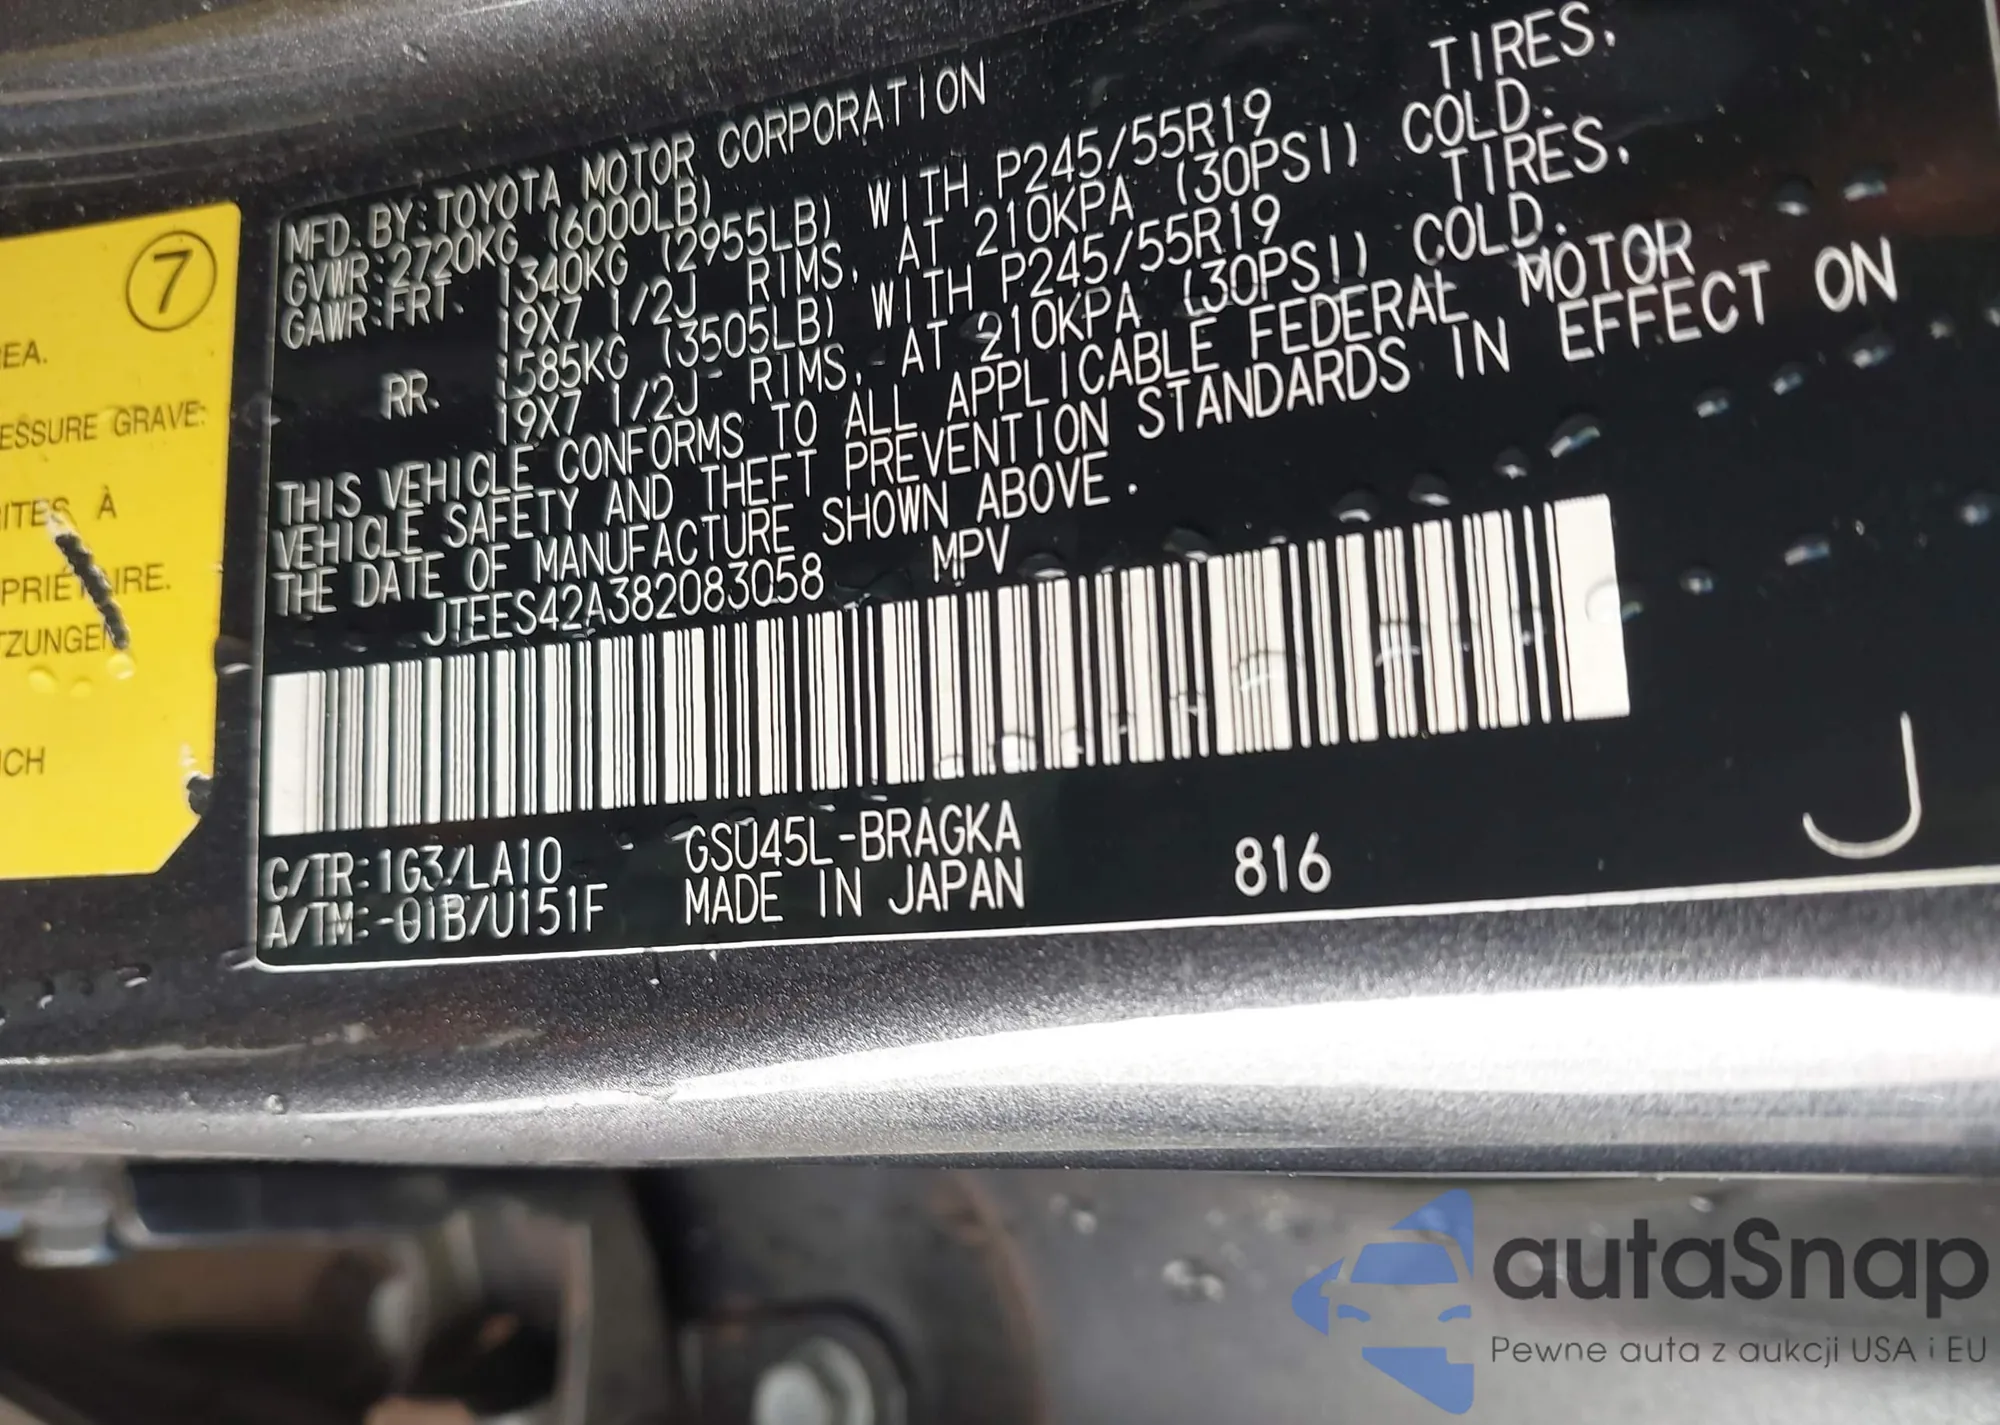 MFD. BY: TOYOTA MOTOR CORPORATION
GVWR: 2720KG (6000LB)
GAWR: FRT. 1340KG (2955LB) WITH P245/55R19 TIRES,
19X7 1/2J RIMS, AT 210KPA (30PSI) COLD.
RR. 1585KG (3505LB) WITH P245/55R19 TIRES,
19X7 1/2J RIMS, AT 210KPA (30PSI) COLD.
THIS VEHICLE CONFORMS TO ALL APPLICABLE FEDERAL MOTOR
VEHICLE SAFETY AND THEFT PREVENTION STANDARDS IN EFFECT ON
THE DATE OF MANUFACTURE SHOWN ABOVE.
JTEES42A382083058 MPV
C/TR: 1G3/LA10 GSU45L-BRAGKA
A/TM: -01B/U151F MADE IN JAPAN 816
J
7
EA.
ESSURE GRAVE:
RITES À
PRIÉTAIRE.
TZUNGEN
ICH
autaSnap
Pewne auta z aukcji USA i EU